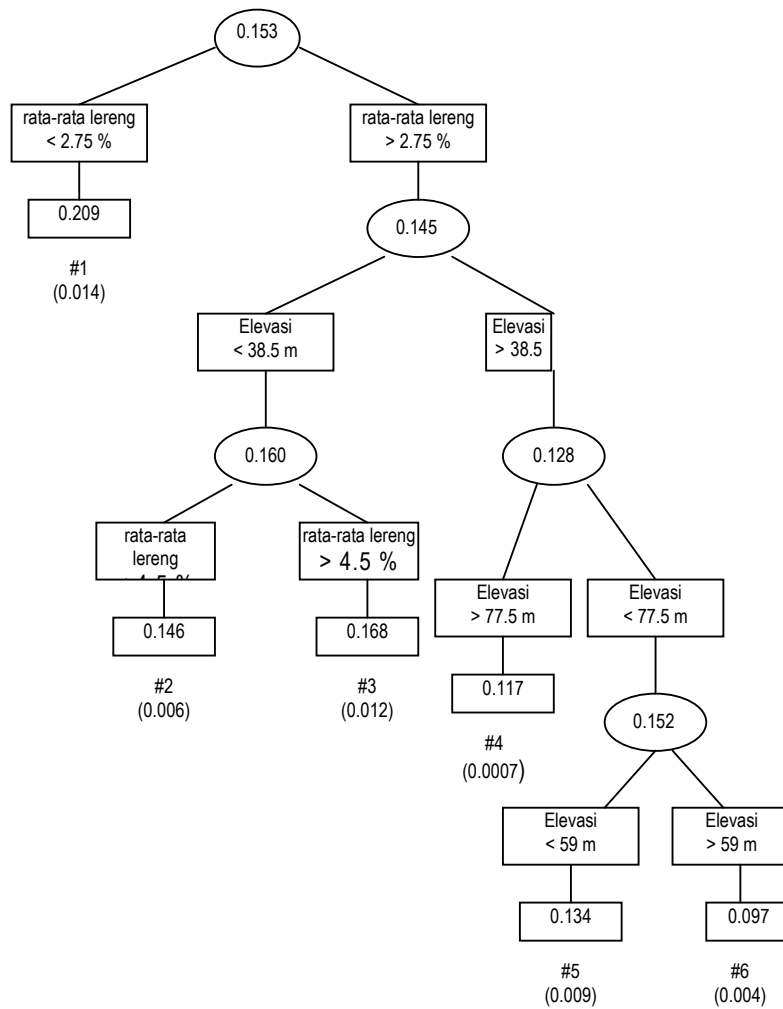 0.153
rata-rata lereng
< 2.75 %
rata-rata lereng
> 2.75 %
0.209
0.145
#1
(0.014)
Elevasi
< 38.5 m
Elevasi
> 38.5
0.160
0.128
rata-rata
lereng
rata-rata lereng
> 4.5 %
Elevasi
> 77.5 m
Elevasi
< 77.5 m
0.146
0.168
0.117
#2
(0.006)
#3
(0.012)
#4
(0.0007)
0.152
Elevasi
< 59 m
Elevasi
> 59 m
0.134
0.097
#5
(0.009)
#6
(0.004)